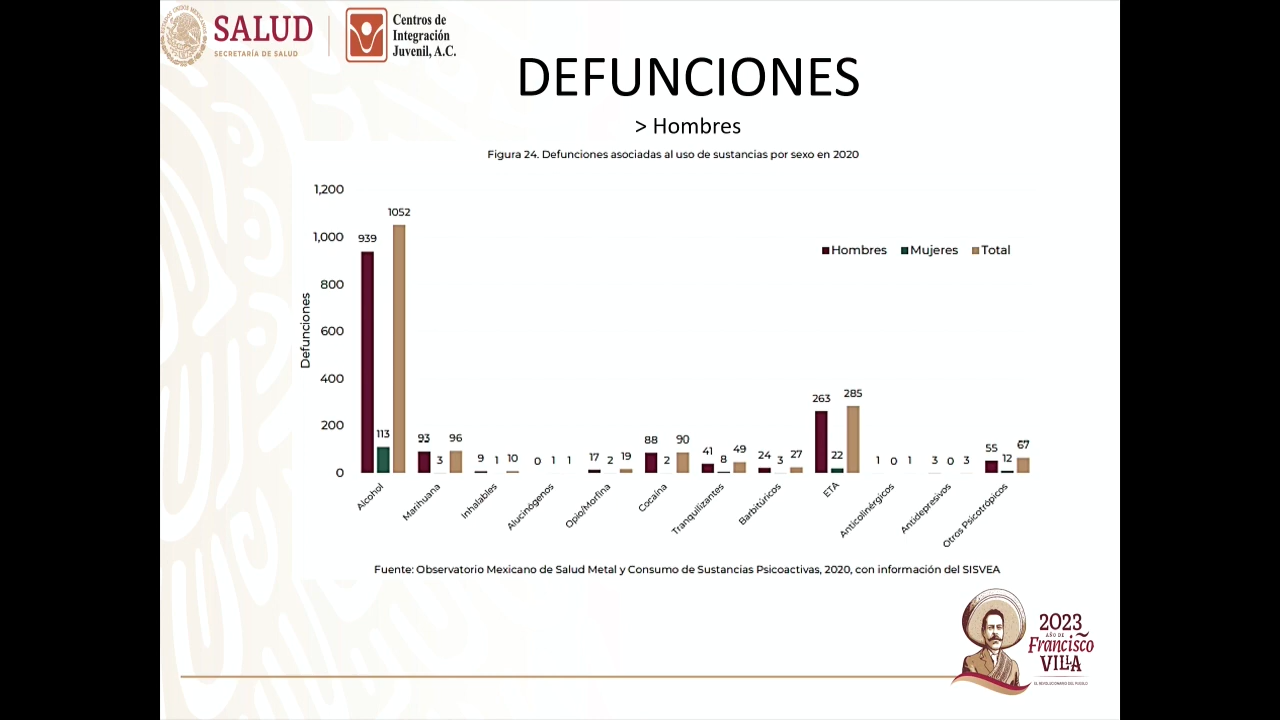 SALUD
SECRETARÍA DE SALUD
Centros de
Integración
Juvenil, A.C.
DEFUNCIONES
> Hombres
Figura 24. Defunciones asociadas al uso de sustancias por sexo en 2020
Defunciones
1,200
1,000
800
600
400
200
0
Hombres Mujeres Total
939 113 1052
93 3 96
9 1 10
0 1 1
17 2 19
88 2 90
41 8 49
24 3 27
263 22 285
1 0 1
3 0 3
55 12 67
Alcohol
Marihuana
Inhalables
Alucinógenos
Opio/Morfina
Cocaína
Tranquilizantes
Barbitúricos
ETA
Anticolinérgicos
Antidepresivos
Otros Psicotrópicos
Fuente: Observatorio Mexicano de Salud Metal y Consumo de Sustancias Psicoactivas, 2020, con información del SISVEA
2023
AÑO DE
Francisco
VILLA
EL REVOLUCIONARIO DEL PUEBLO